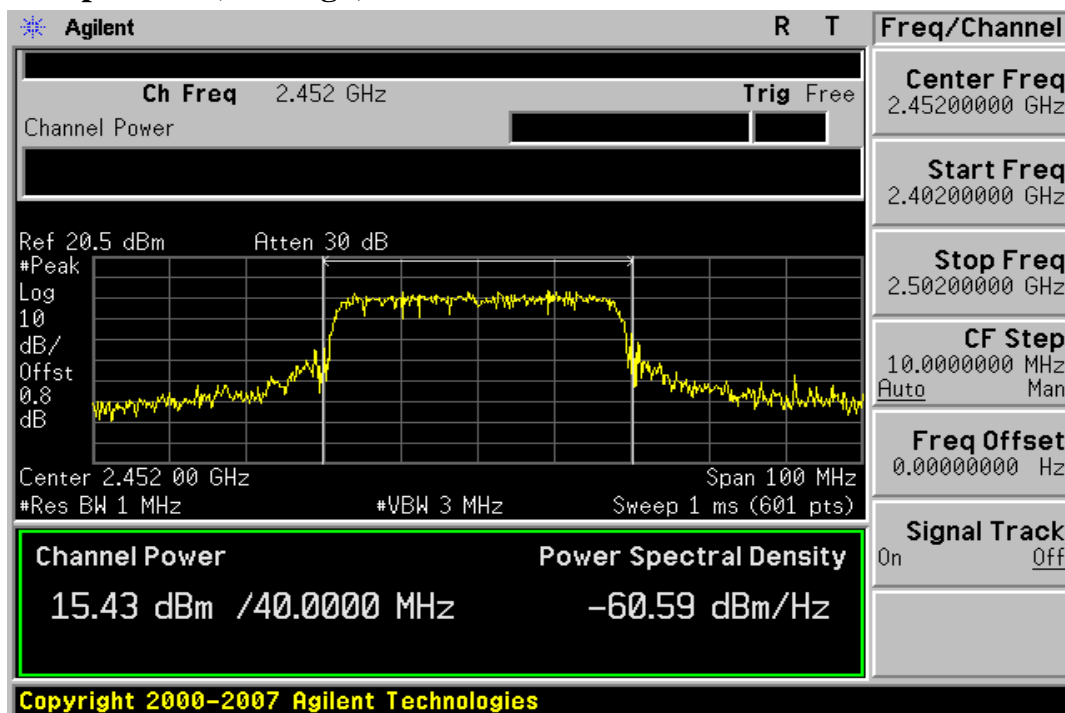 Agilent R T
Ch Freq 2.452 GHz Trig Free
Channel Power
Ref 20.5 dBm Atten 30 dB
#Peak
Log
10
dB/
Offst
0.8
dB
Center 2.452 00 GHz Span 100 MHz
#Res BW 1 MHz #VBW 3 MHz Sweep 1 ms (601 pts)
Channel Power Power Spectral Density
15.43 dBm /40.0000 MHz -60.59 dBm/Hz
Copyright 2000-2007 Agilent Technologies
Freq/Channel
Center Freq
2.45200000 GHz
Start Freq
2.40200000 GHz
Stop Freq
2.50200000 GHz
CF Step
10.0000000 MHz
Auto Man
Freq Offset
0.00000000 Hz
Signal Track
On Off